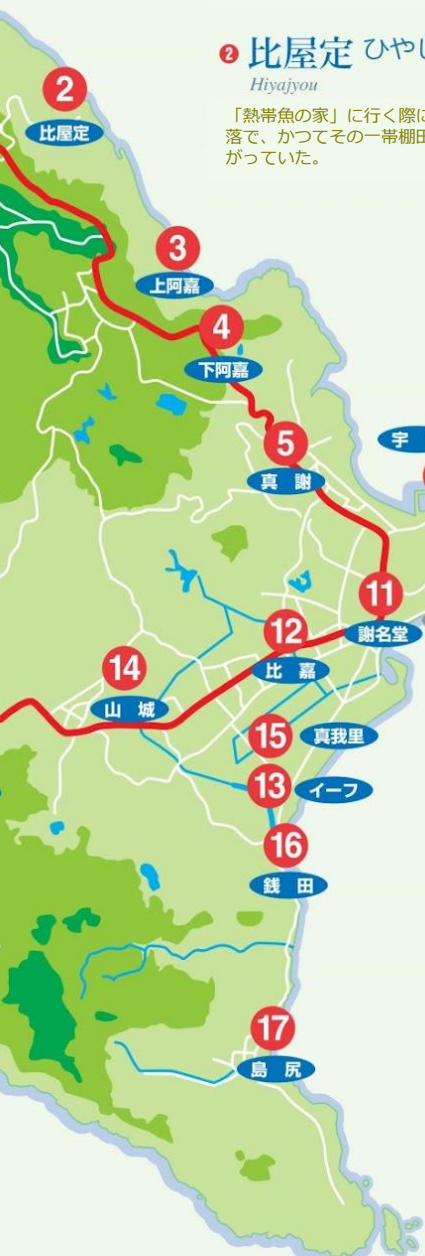 ❷ 比屋定 ひやし
Hiyajyou
「熱帯魚の家」に行く際に
落で、かつてその一帯棚田
がっていた。
2
比屋定
3
上阿嘉
4
下阿嘉
5
真 謝
宇
11
謝名堂
12
比 嘉
14
山 城
15 真我里
13 イーフ
16
銭 田
17
島 尻